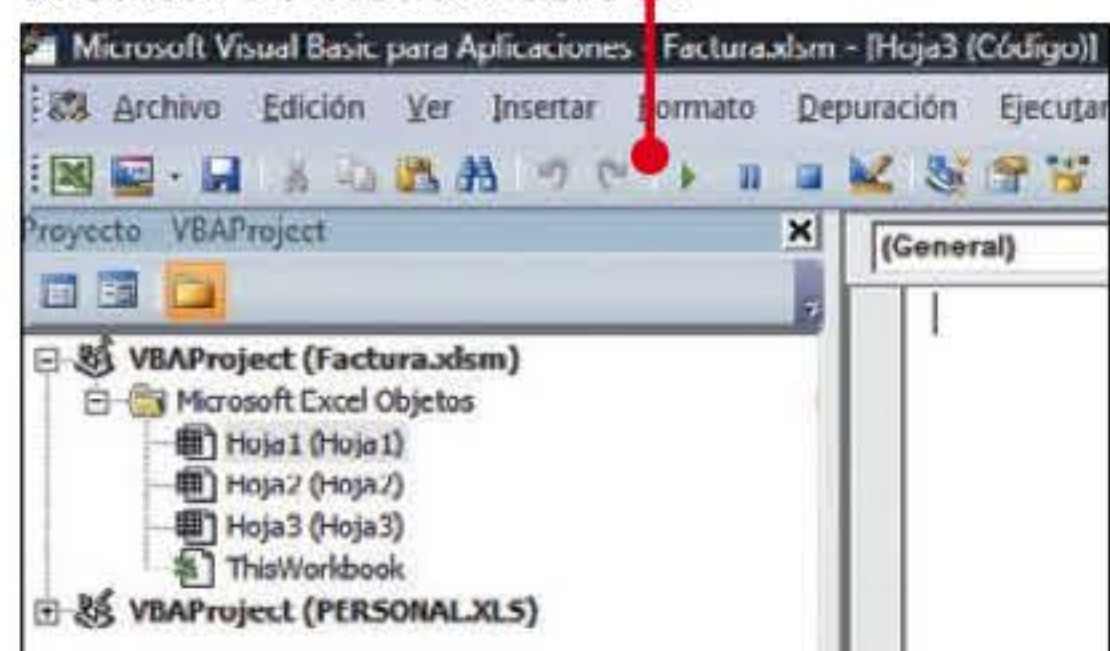 Microsoft Visual Basic para Aplicaciones - Factura.xlsm - [Hoja3 (Código)]
Archivo Edición Ver Insertar Formato Depuración Ejecutar
Proyecto VBAProject
(General)
VBAProject (Factura.xlsm)
Microsoft Excel Objetos
Hoja1 (Hoja1)
Hoja2 (Hoja2)
Hoja3 (Hoja3)
ThisWorkbook
VBAProject (PERSONAL.XLS)